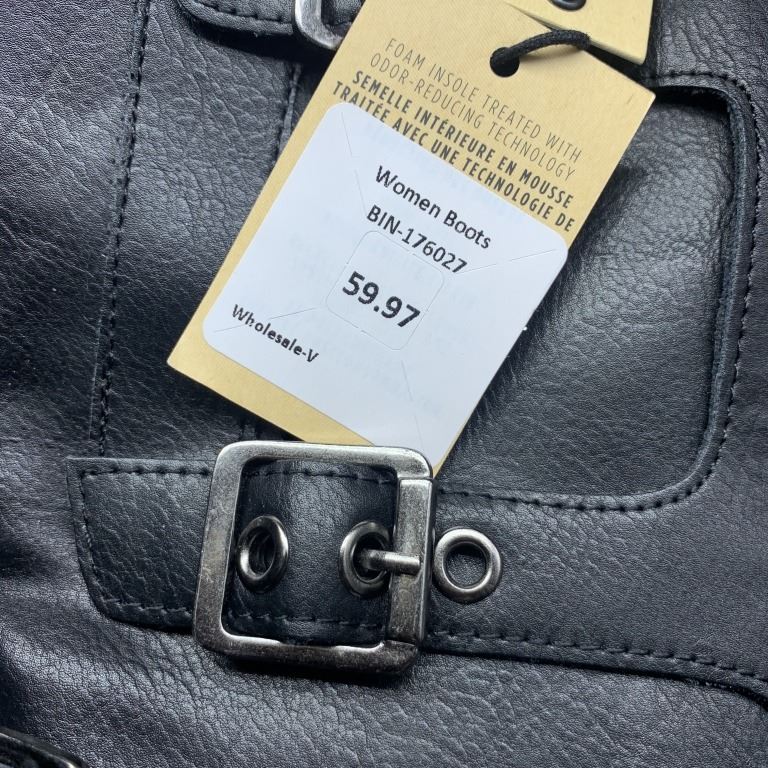 FOAM INSOLE TREATED WITH
ODOR-REDUCING TECHNOLOGY
SEMELLE INTÉRIEURE EN MOUSSE
TRAITÉE AVEC UNE TECHNOLOGIE DE
Women Boots
BIN-176027
59.97
Wholesale-V